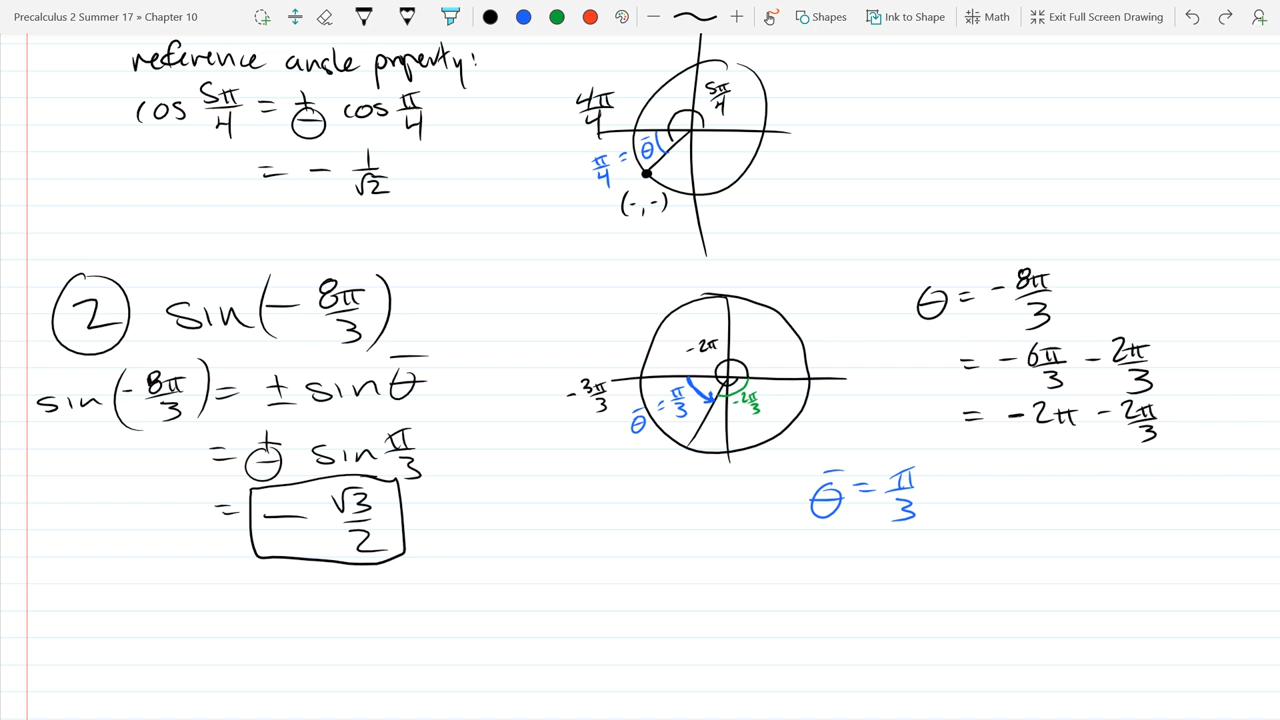 Precalculus 2 Summer 17 » Chapter 10
Shapes
Ink to Shape
Math
Exit Full Screen Drawing
reference angle property:
cos 5π/4 = ± cos π/4
= - 1/√2
4π/4
5π/4
π/4 = θ̄
(-,-)
2 sin(- 8π/3)
sin(-8π/3) = ± sin θ̄
= ± sin π/3
= - √3/2
-2π
-3π/3
θ̄ = π/3
-2π/3
θ = -8π/3
= -6π/3 - 2π/3
= -2π - 2π/3
θ̄ = π/3